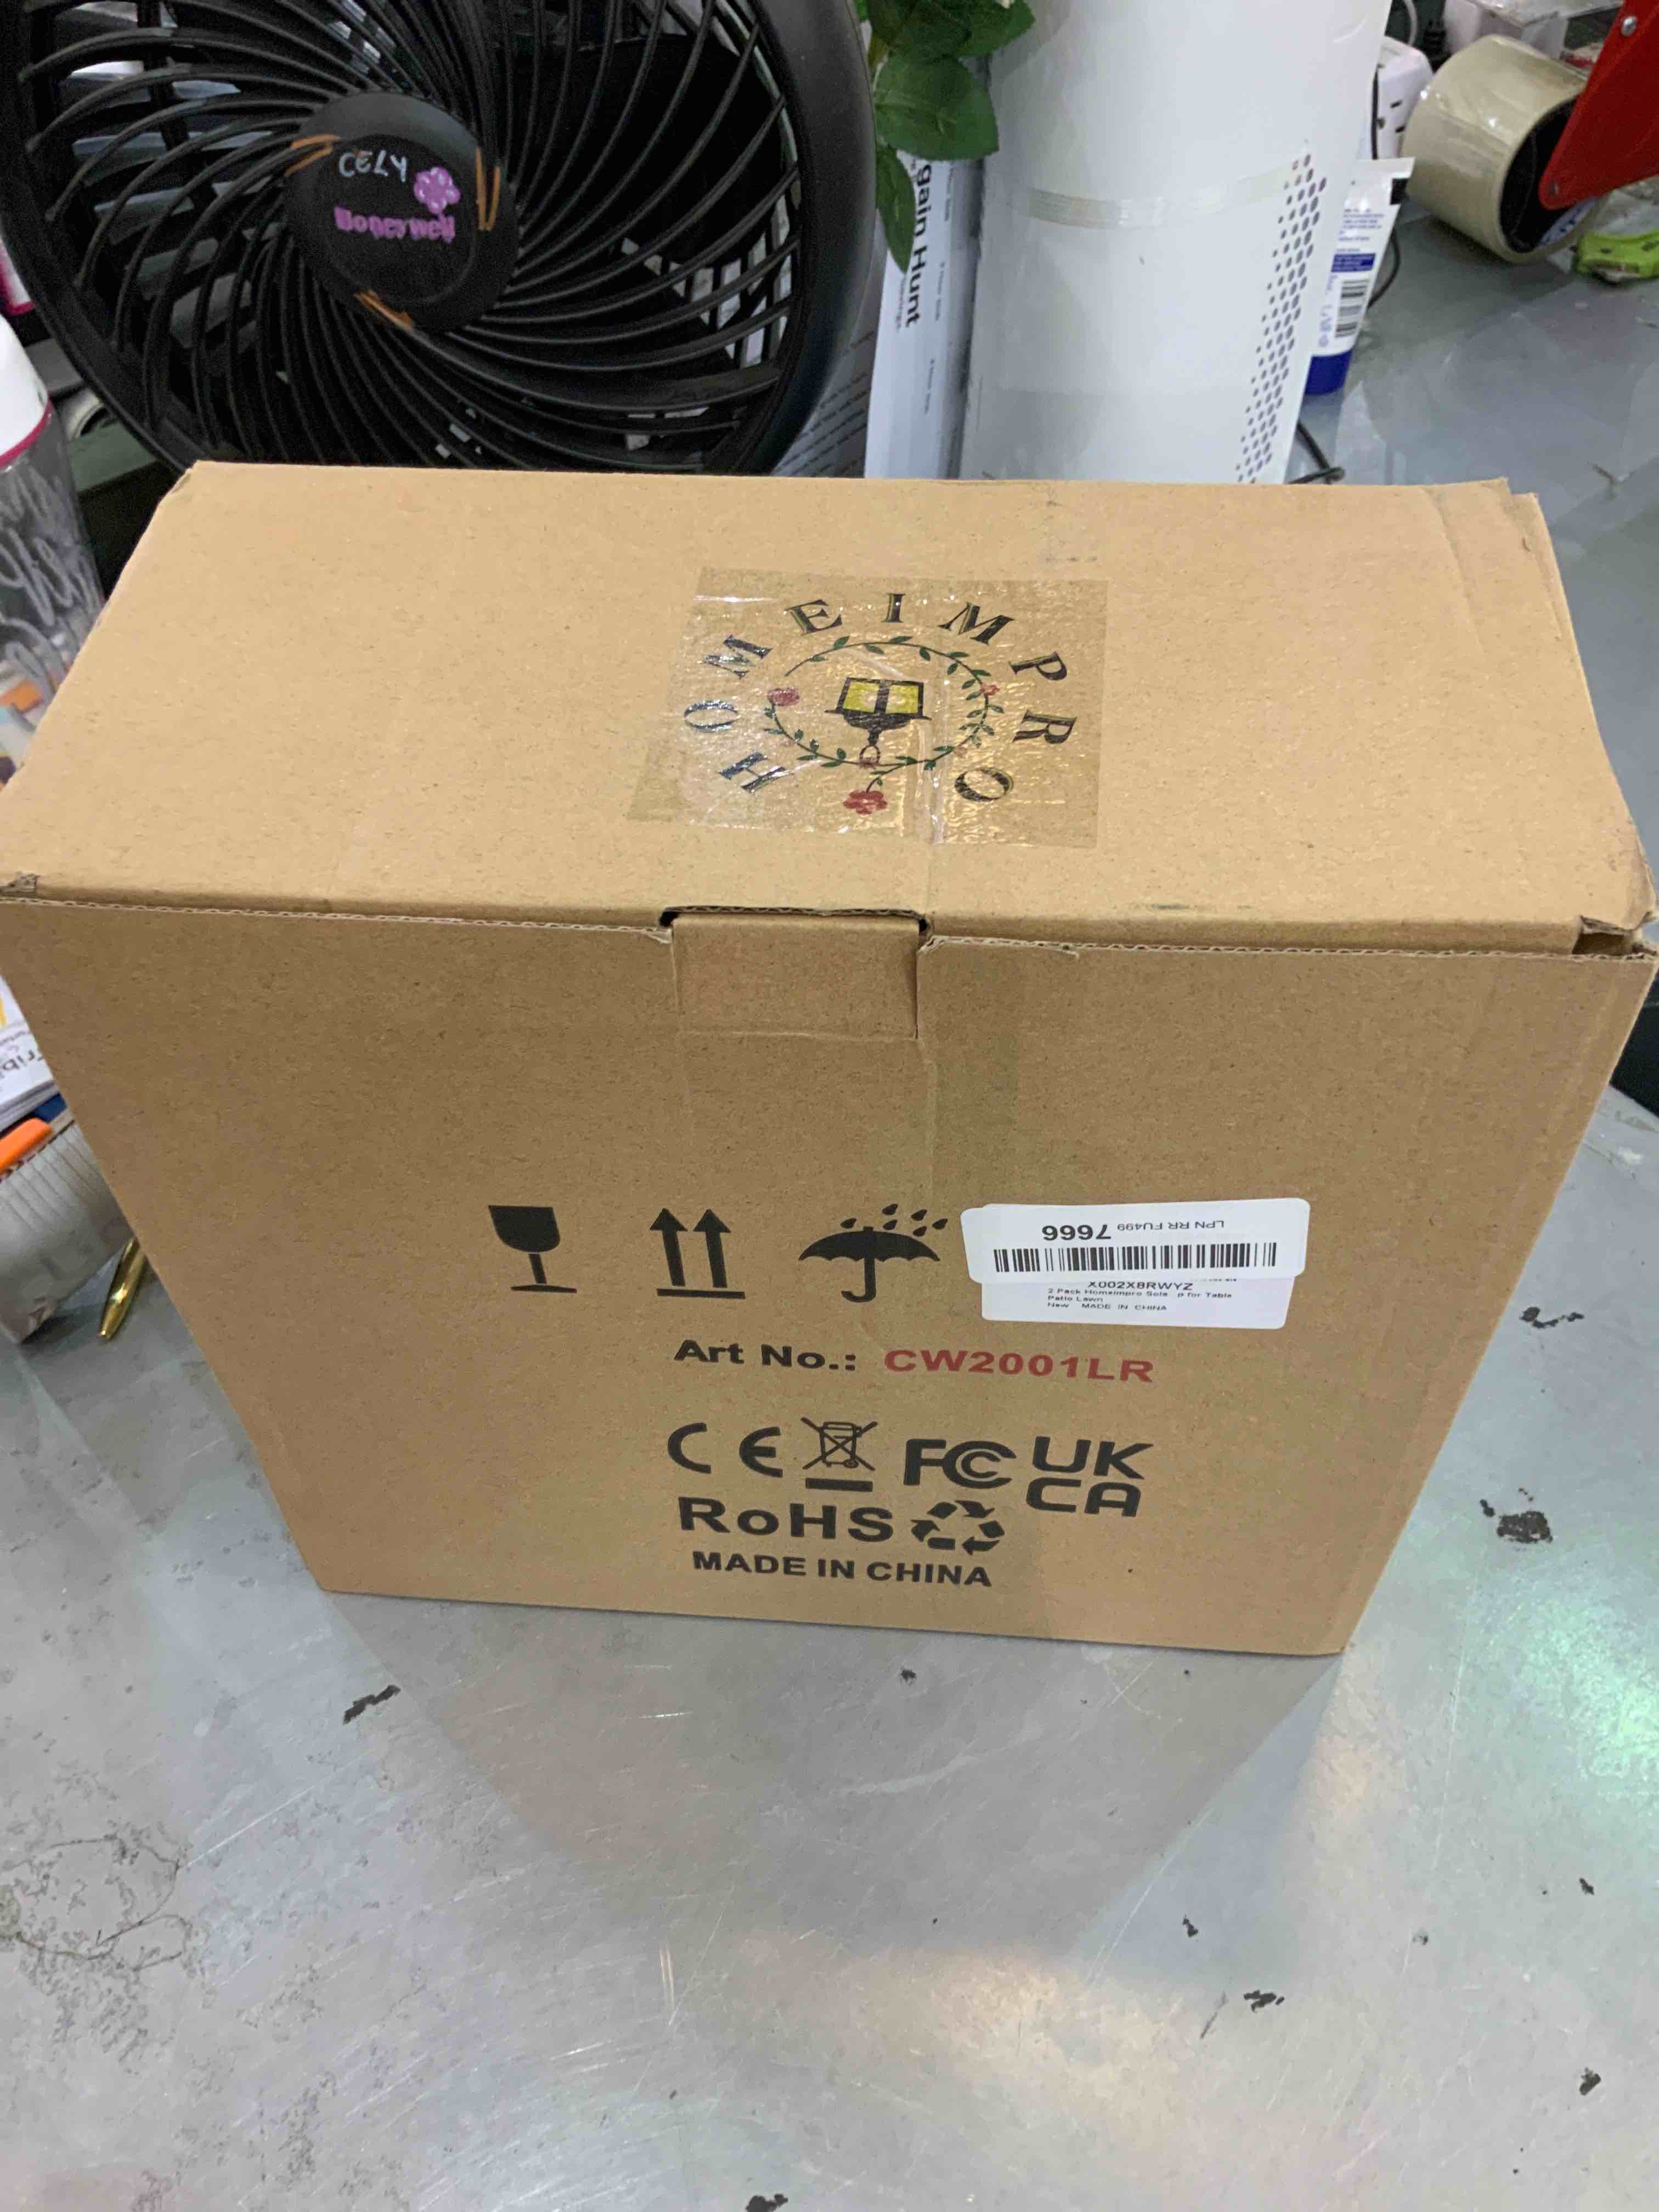 CELY
Honeywell
gain Hunt
HOMEIMPRO
LPN RR FU499 7666
X002X8RWYZ
2 Pack Homeimpro Sola p for Table
Patio Lawn
New MADE IN CHINA
Art No.: CW2001LR
CE FC UK
CA
RoHS
MADE IN CHINA